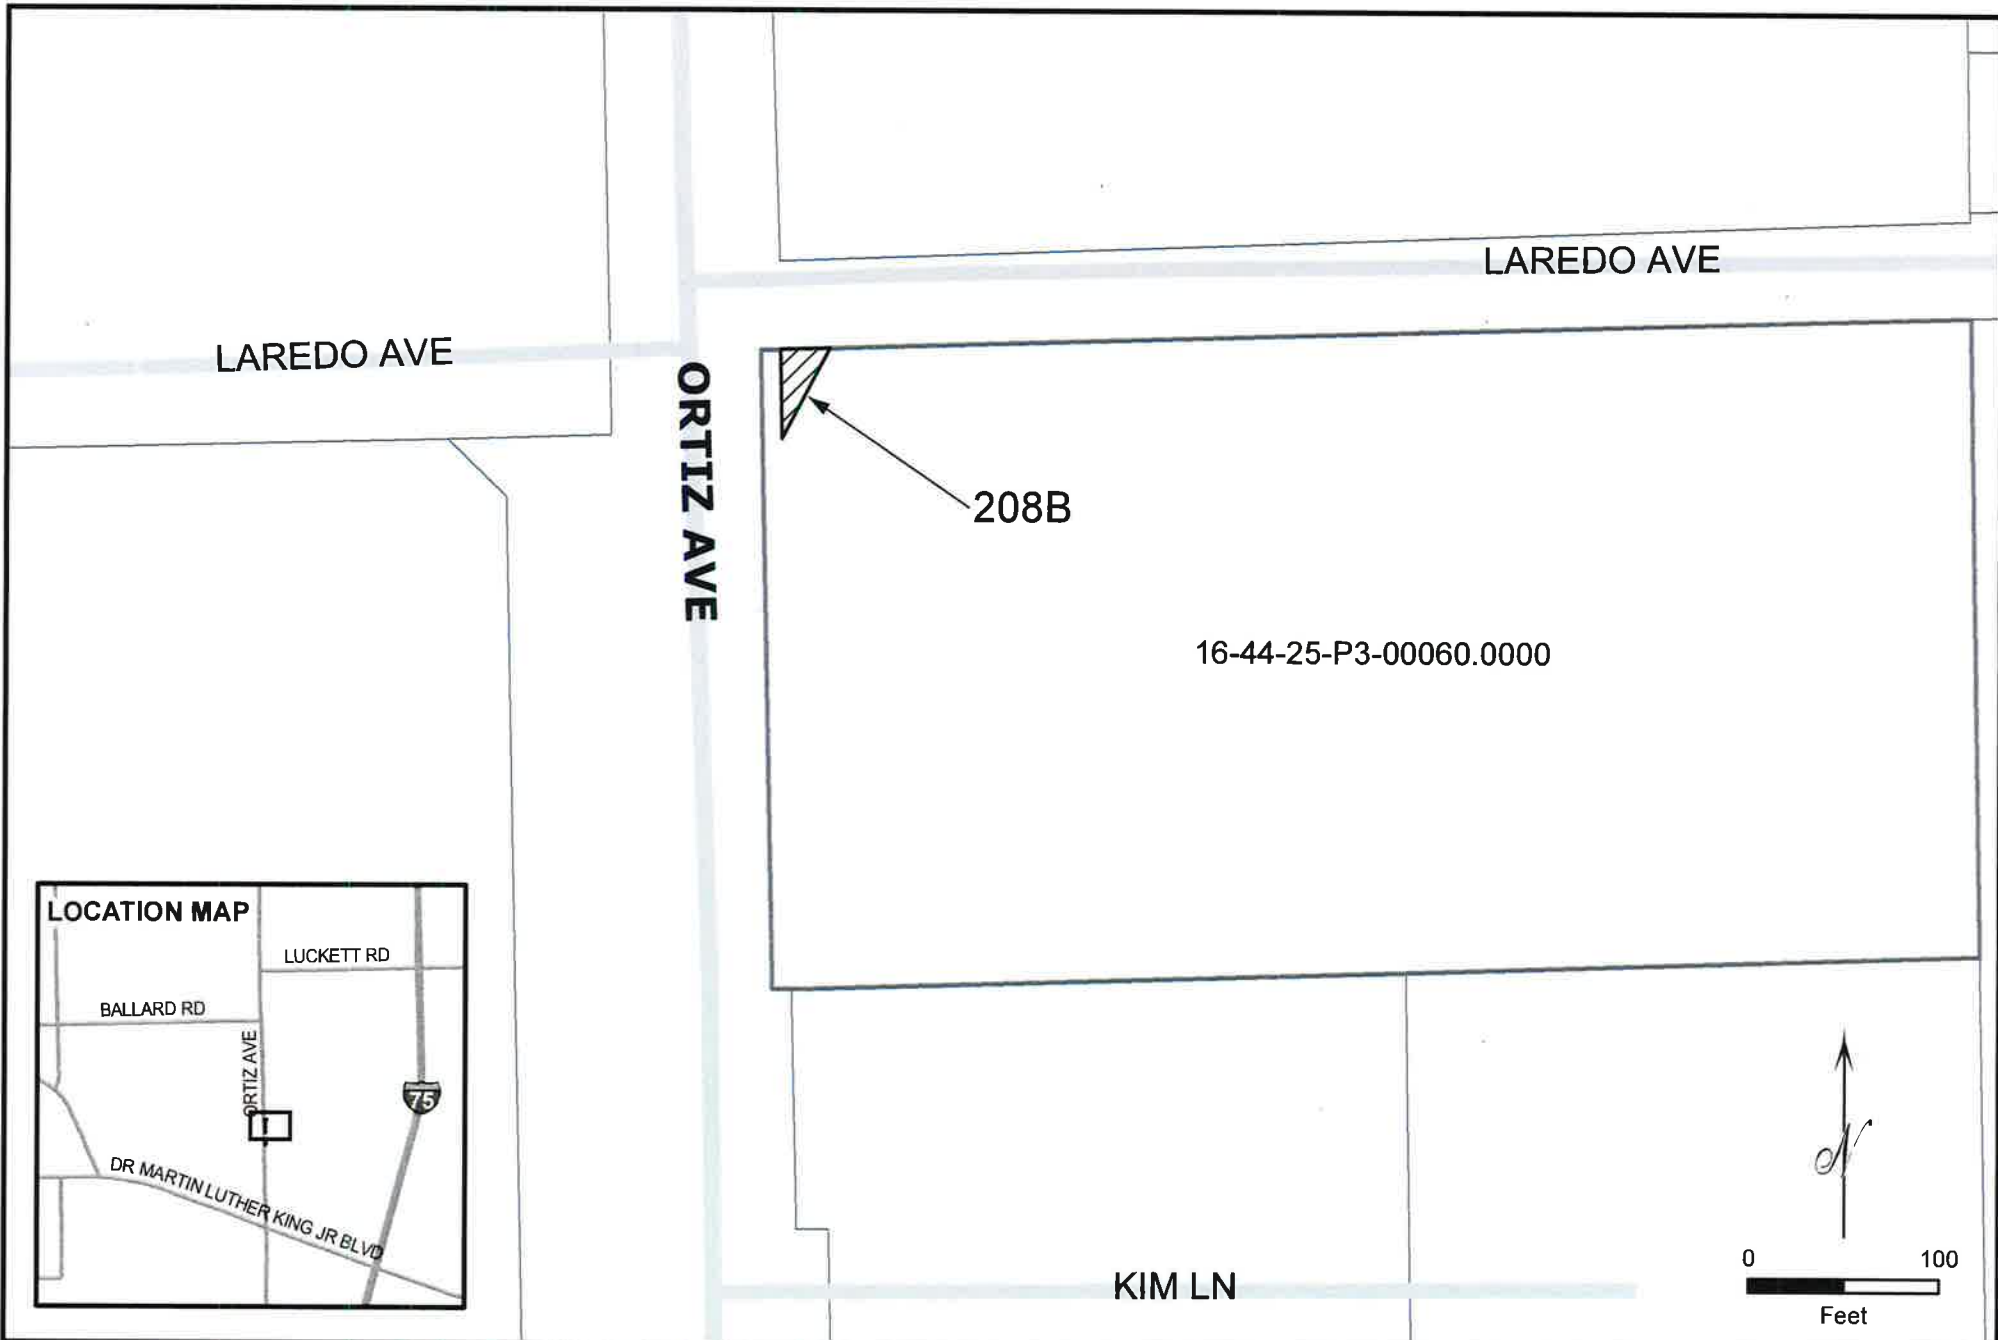 LAREDO AVE
LAREDO AVE
ORTIZ AVE
208B
16-44-25-P3-00060.0000
LOCATION MAP
LUCKETT RD
BALLARD RD
ORTIZ AVE
75
DR MARTIN LUTHER KING JR BLVD
KIM LN
N
0 100
Feet